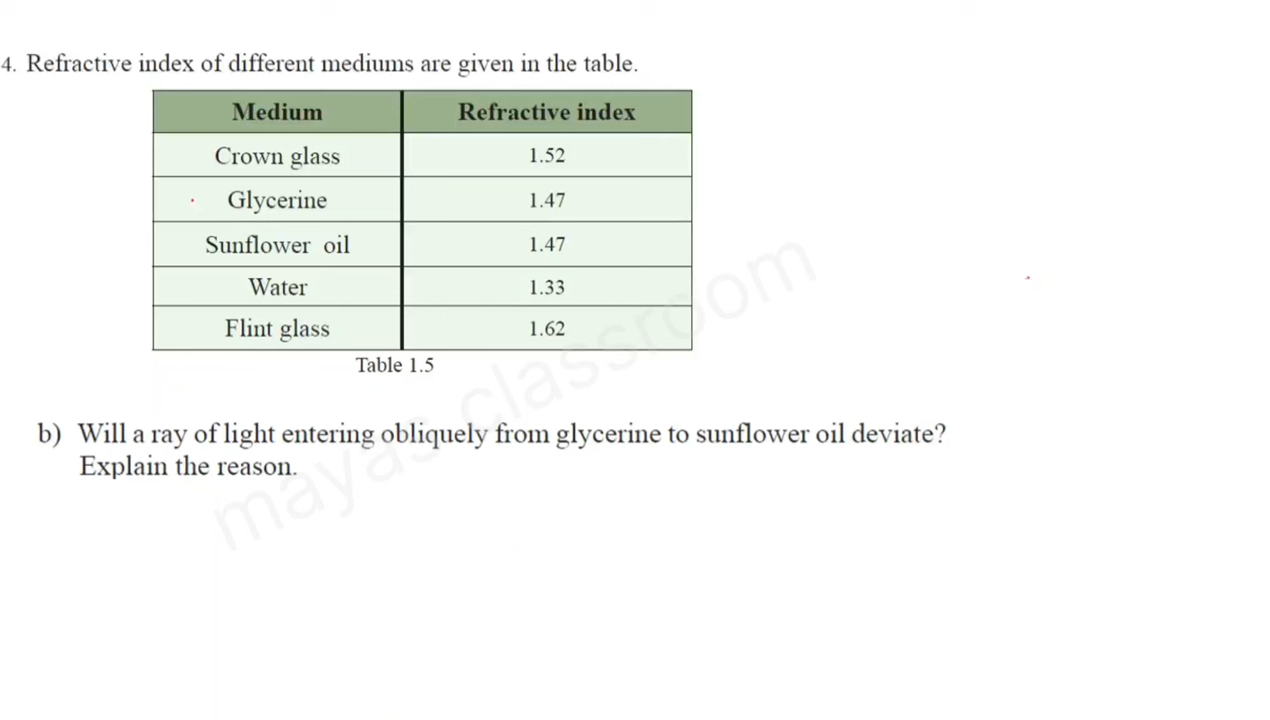 4. Refractive index of different mediums are given in the table.
Medium Refractive index
Crown glass 1.52
Glycerine 1.47
Sunflower oil 1.47
Water 1.33
Flint glass 1.62
Table 1.5
mayas classroom
b) Will a ray of light entering obliquely from glycerine to sunflower oil deviate?
Explain the reason.